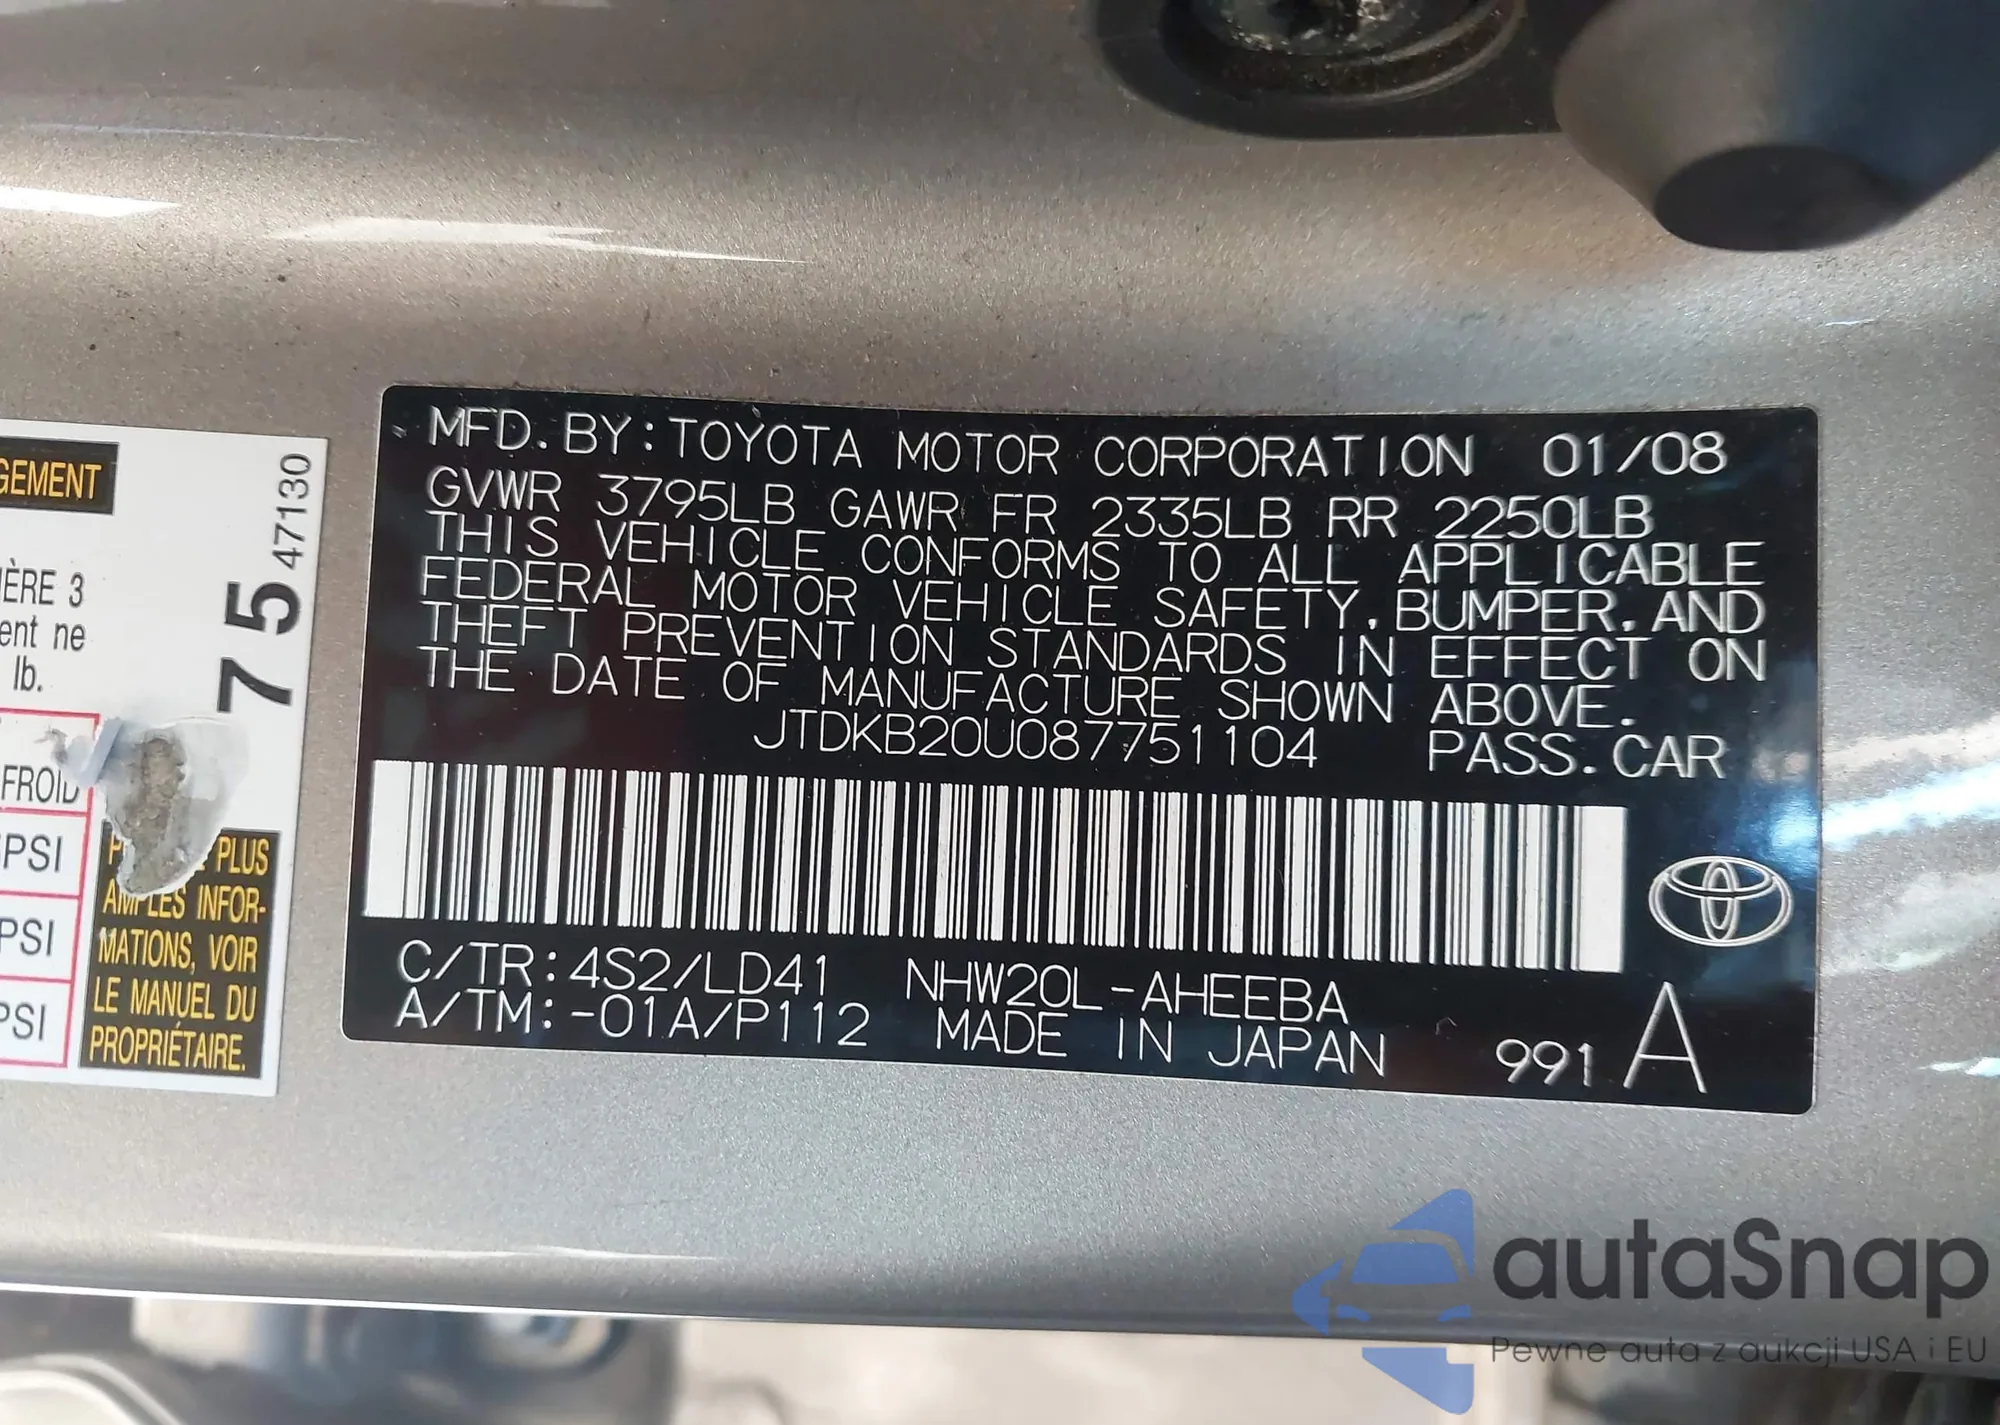 GEMENT
47130
75
IÈRE 3
ent ne
lb.
FROID
PSI
PSI
PSI
PLUS
AMPLES INFOR-
MATIONS, VOIR
LE MANUEL DU
PROPRIÉTAIRE.
MFD. BY: TOYOTA MOTOR CORPORATION 01/08
GVWR 3795LB GAWR FR 2335LB RR 2250LB
THIS VEHICLE CONFORMS TO ALL APPLICABLE
FEDERAL MOTOR VEHICLE SAFETY, BUMPER, AND
THEFT PREVENTION STANDARDS IN EFFECT ON
THE DATE OF MANUFACTURE SHOWN ABOVE.
JTDKB20U087751104 PASS. CAR
C/TR: 4S2/LD41 NHW20L-AHEEBA
A/TM: -01A/P112 MADE IN JAPAN 991 A
autaSnap
Pewne auta z aukcji USA i EU